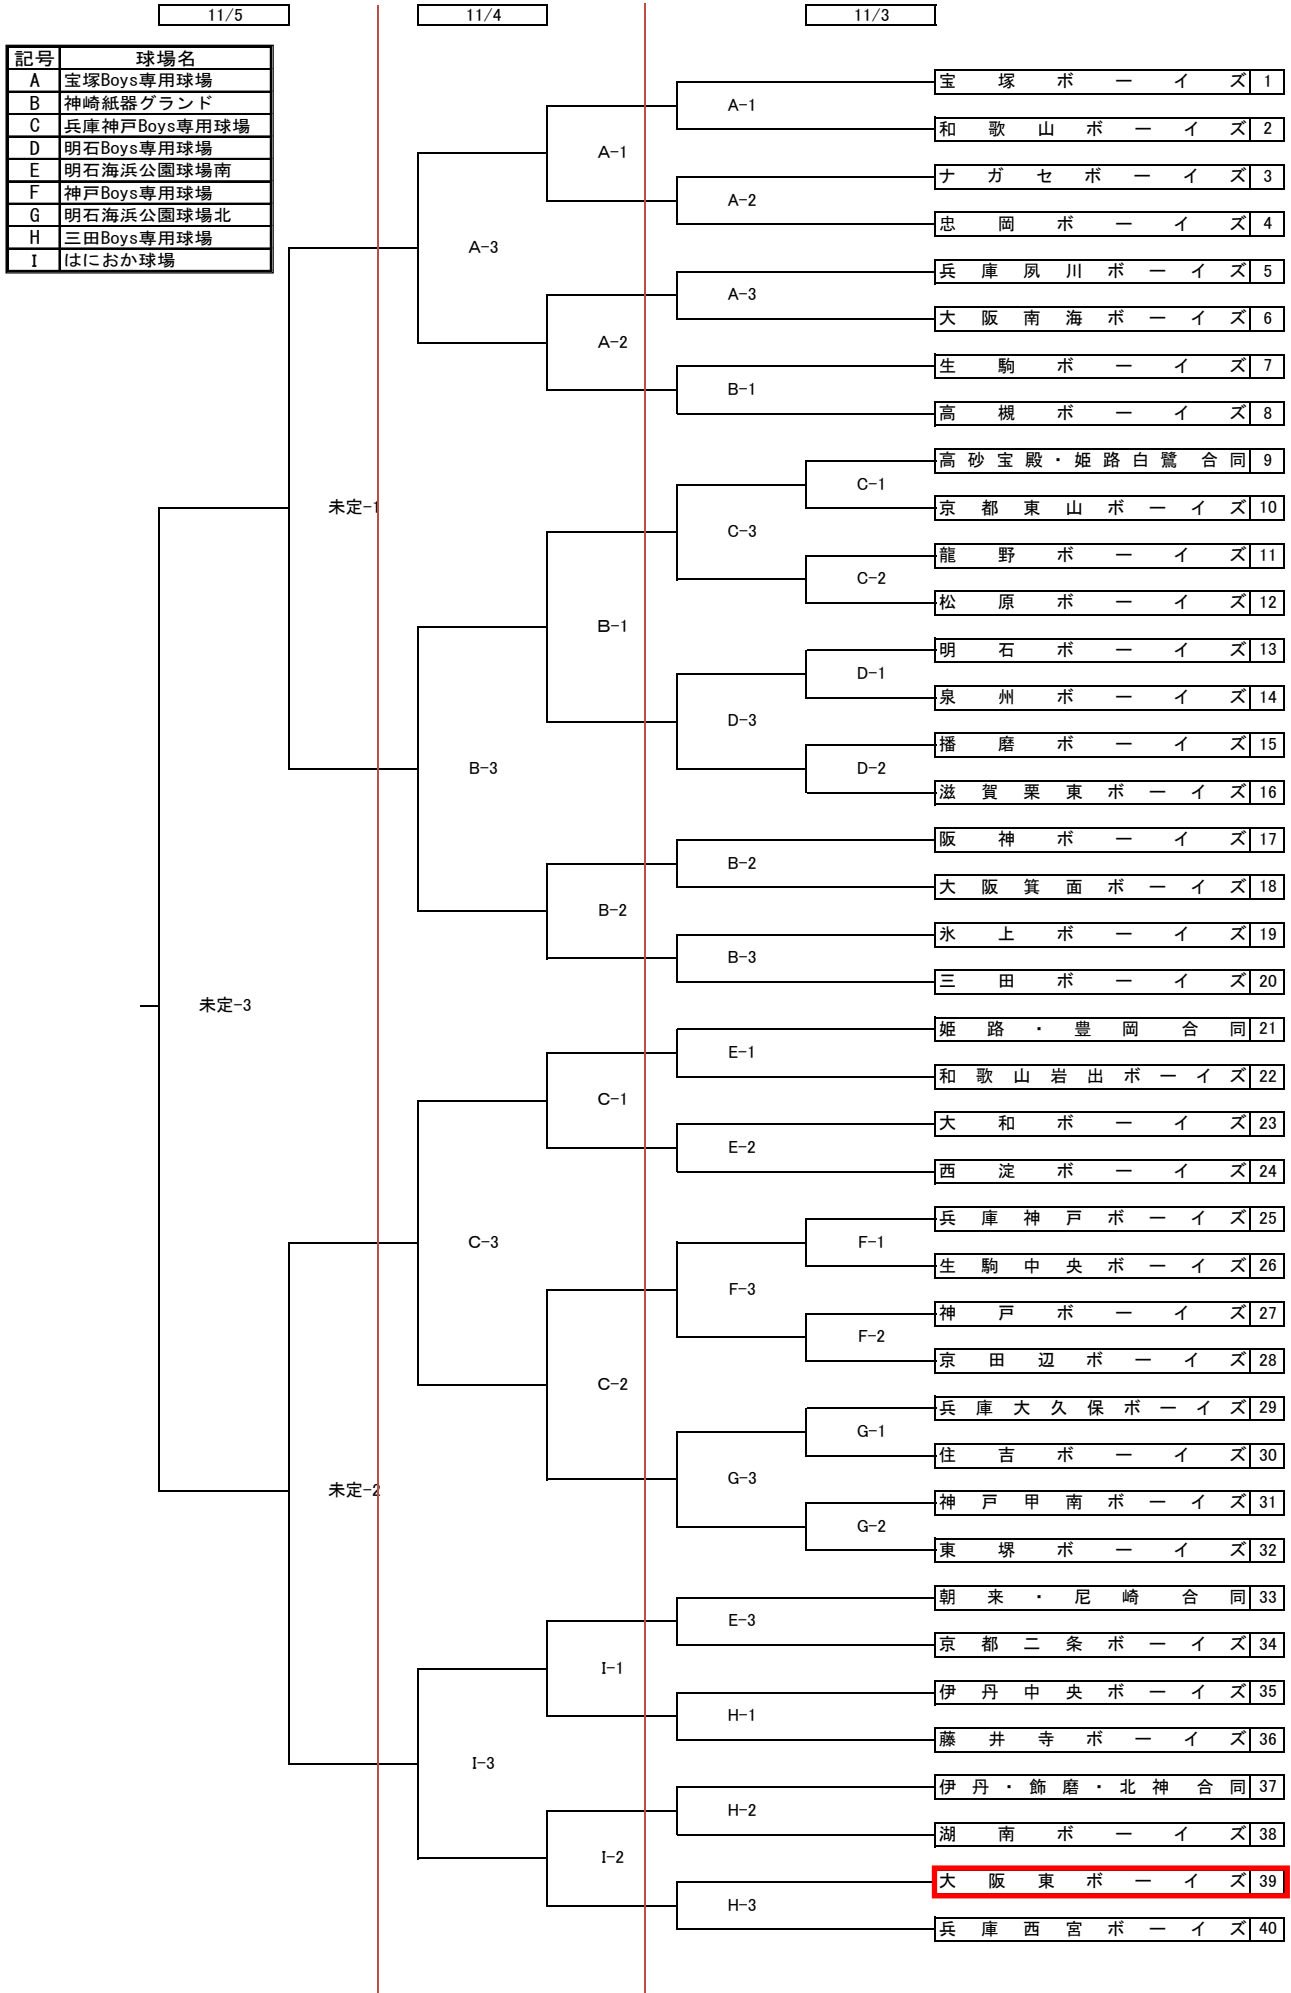 11/5 11/4 11/3
記号 球場名
A 宝塚Boys専用球場
B 神崎紙器グランド
C 兵庫神戸Boys専用球場
D 明石Boys専用球場
E 明石海浜公園球場南
F 神戸Boys専用球場
G 明石海浜公園球場北
H 三田Boys専用球場
I はにおか球場
宝塚ボーイズ 1
A-1
和歌山ボーイズ 2
A-1
ナガセボーイズ 3
A-2
忠岡ボーイズ 4
A-3
兵庫夙川ボーイズ 5
A-3
大阪南海ボーイズ 6
A-2
生駒ボーイズ 7
B-1
高槻ボーイズ 8
高砂宝殿・姫路白鷺 合同 9
C-1
未定-1
京都東山ボーイズ 10
C-3
龍野ボーイズ 11
C-2
松原ボーイズ 12
B-1
明石ボーイズ 13
D-1
泉州ボーイズ 14
D-3
播磨ボーイズ 15
B-3
D-2
滋賀栗東ボーイズ 16
阪神ボーイズ 17
B-2
大阪箕面ボーイズ 18
B-2
氷上ボーイズ 19
B-3
三田ボーイズ 20
未定-3
姫路・豊岡 合同 21
E-1
和歌山岩出ボーイズ 22
C-1
大和ボーイズ 23
E-2
西淀ボーイズ 24
兵庫神戸ボーイズ 25
C-3
F-1
生駒中央ボーイズ 26
F-3
神戸ボーイズ 27
F-2
京田辺ボーイズ 28
C-2
兵庫大久保ボーイズ 29
G-1
住吉ボーイズ 30
G-3
未定-2
神戸甲南ボーイズ 31
G-2
東堺ボーイズ 32
朝来・尼崎 合同 33
E-3
京都二条ボーイズ 34
I-1
伊丹中央ボーイズ 35
H-1
藤井寺ボーイズ 36
I-3
伊丹・飾磨・北神 合同 37
H-2
湖南ボーイズ 38
I-2
大阪東ボーイズ 39
H-3
兵庫西宮ボーイズ 40